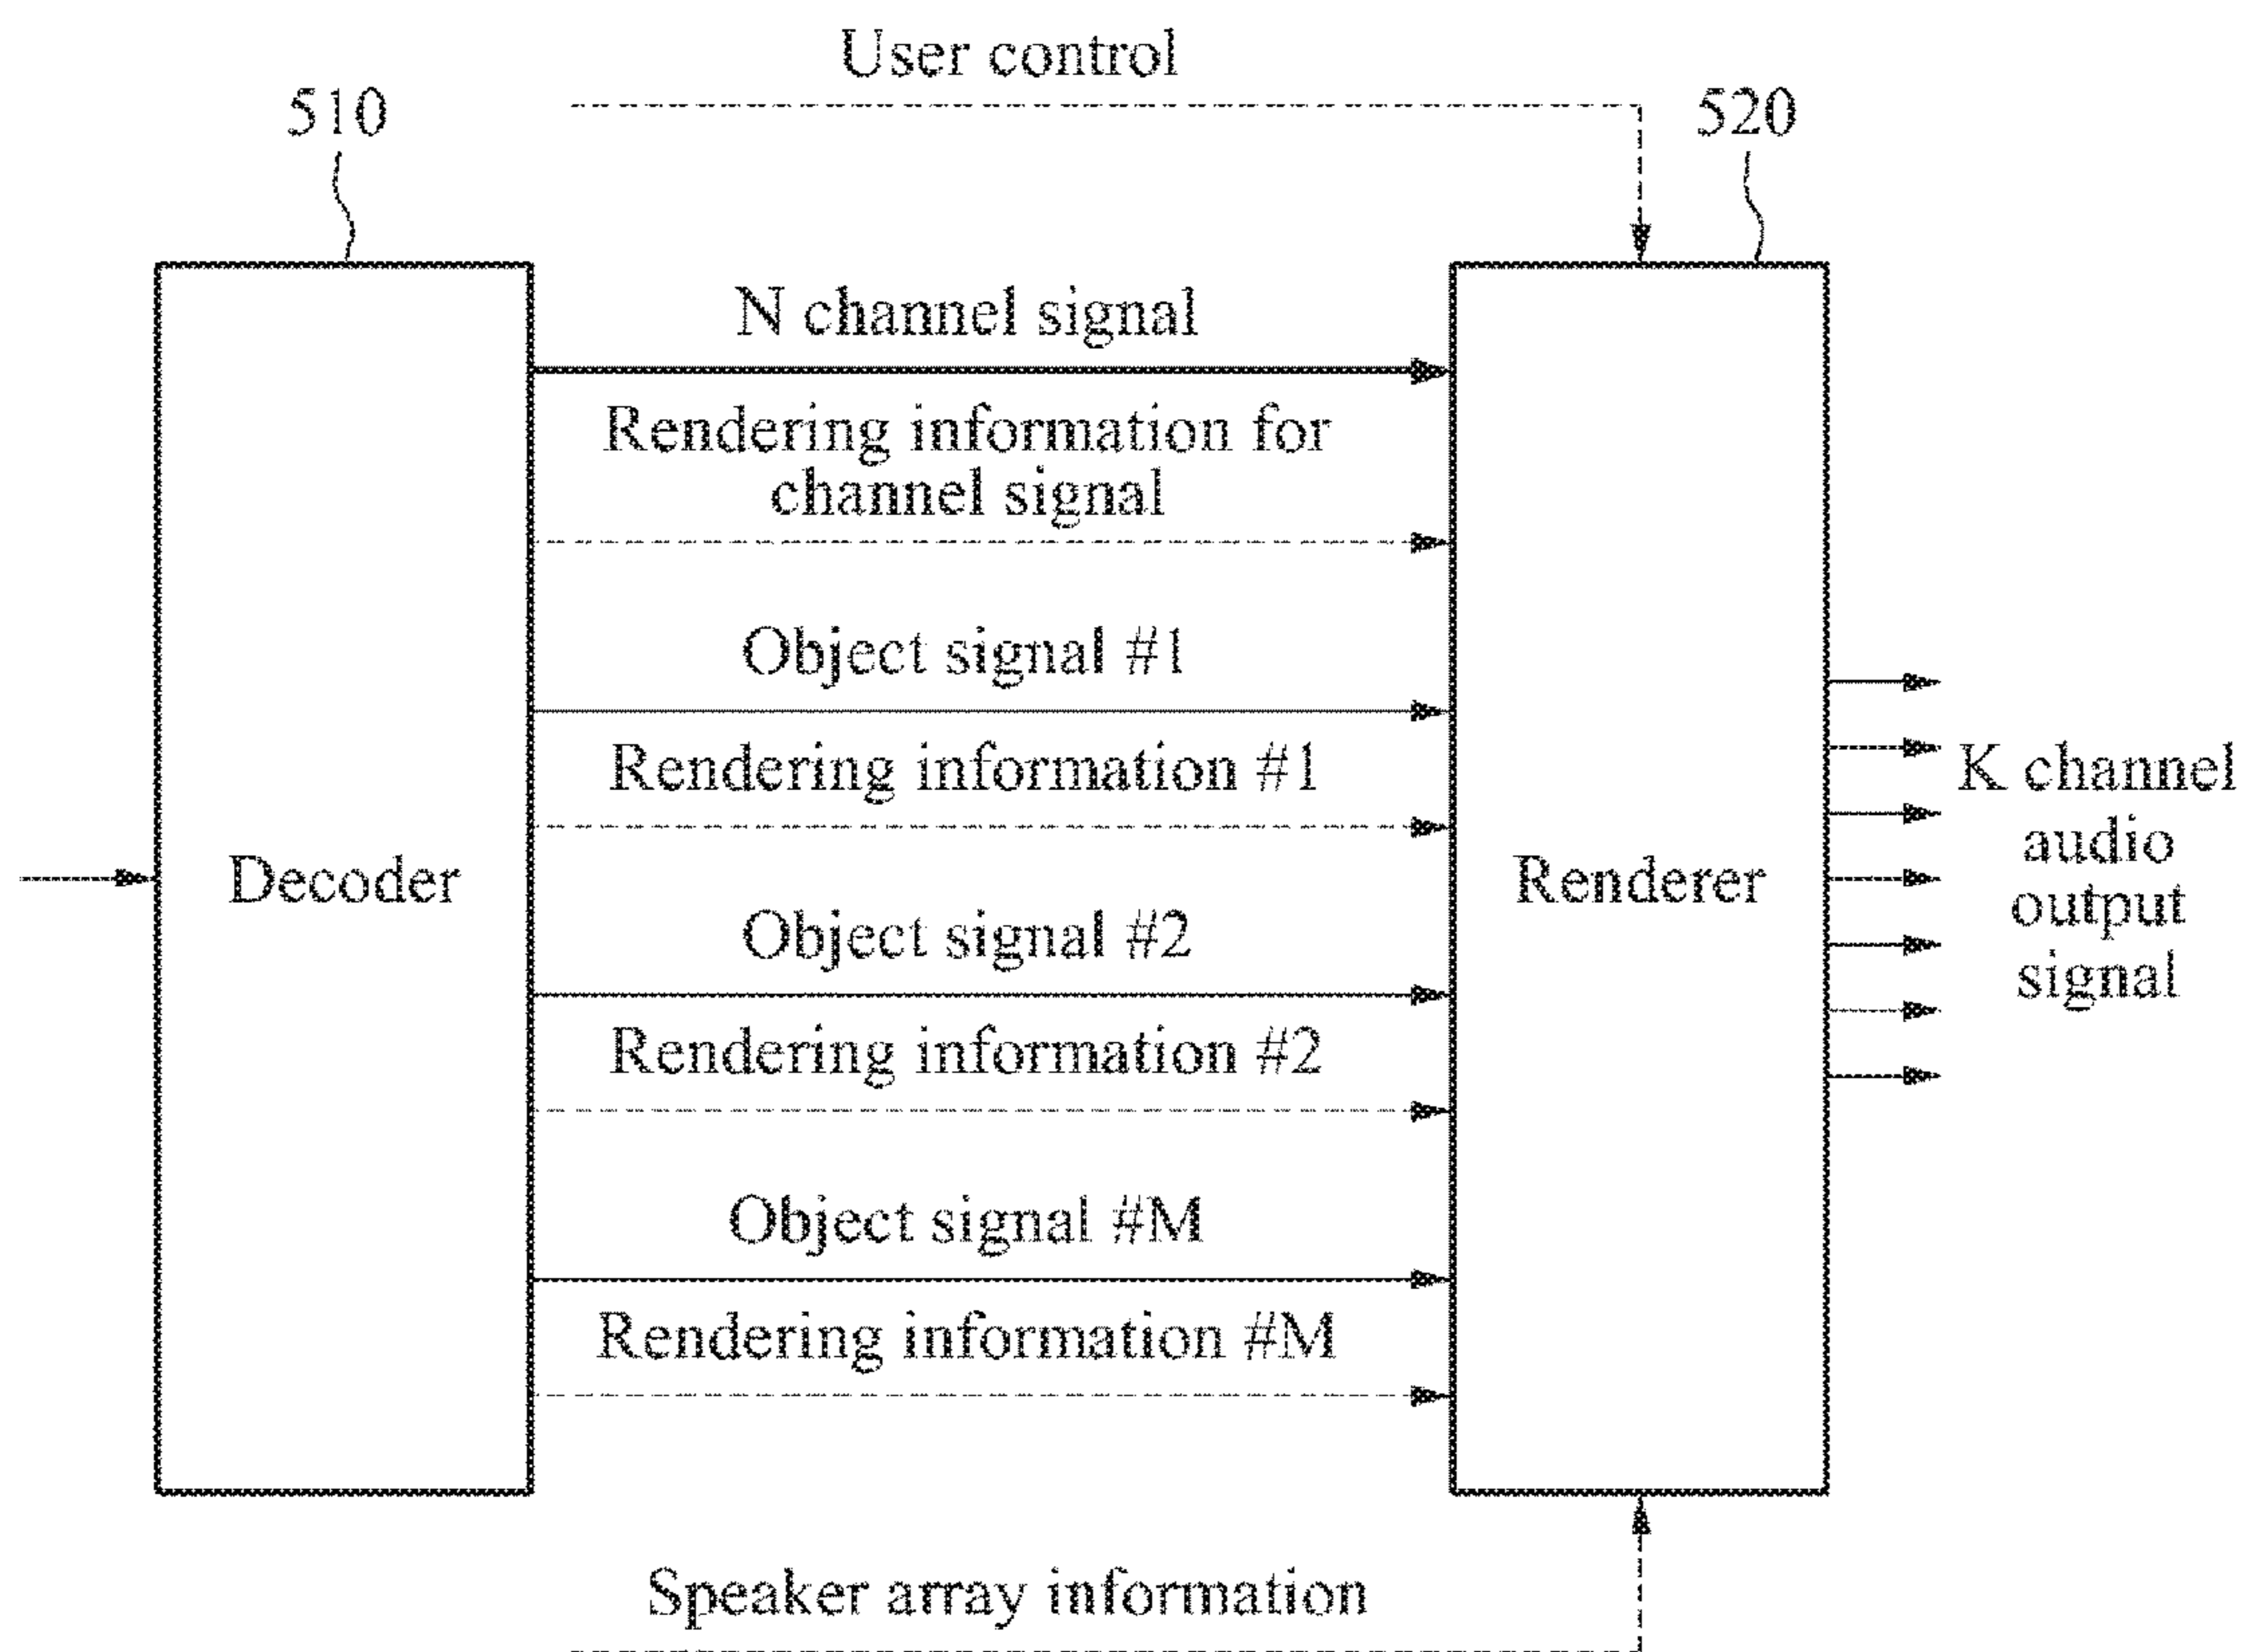 User control
510
520
N channel signal
Rendering information for
channel signal
Object signal #1
Rendering information #1
Decoder
Object signal #2
Rendering information #2
Object signal #M
Rendering information #M
Renderer
K channel
audio
output
signal
Speaker array information